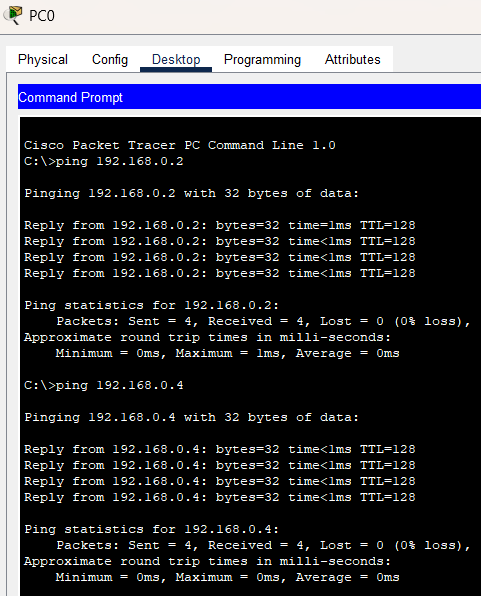 PC0
Physical Config Desktop Programming Attributes
Command Prompt
Cisco Packet Tracer PC Command Line 1.0
C:\>ping 192.168.0.2
Pinging 192.168.0.2 with 32 bytes of data:
Reply from 192.168.0.2: bytes=32 time=1ms TTL=128
Reply from 192.168.0.2: bytes=32 time<1ms TTL=128
Reply from 192.168.0.2: bytes=32 time<1ms TTL=128
Reply from 192.168.0.2: bytes=32 time<1ms TTL=128
Ping statistics for 192.168.0.2:
Packets: Sent = 4, Received = 4, Lost = 0 (0% loss),
Approximate round trip times in milli-seconds:
Minimum = 0ms, Maximum = 1ms, Average = 0ms
C:\>ping 192.168.0.4
Pinging 192.168.0.4 with 32 bytes of data:
Reply from 192.168.0.4: bytes=32 time<1ms TTL=128
Reply from 192.168.0.4: bytes=32 time<1ms TTL=128
Reply from 192.168.0.4: bytes=32 time<1ms TTL=128
Reply from 192.168.0.4: bytes=32 time<1ms TTL=128
Ping statistics for 192.168.0.4:
Packets: Sent = 4, Received = 4, Lost = 0 (0% loss),
Approximate round trip times in milli-seconds:
Minimum = 0ms, Maximum = 0ms, Average = 0ms